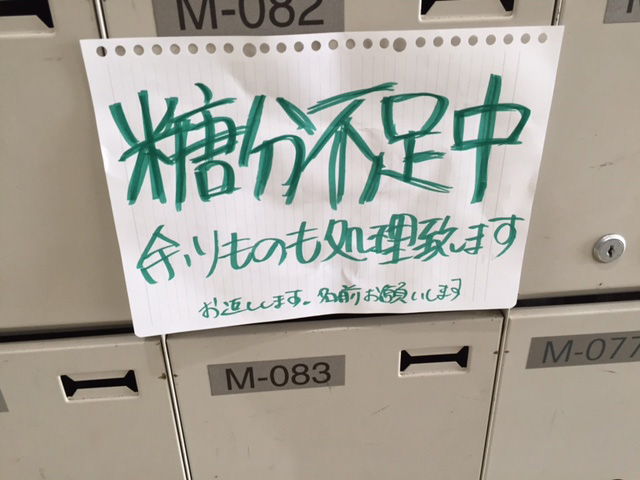 M-082
糖分不足中
余りものも処理致します
お返しします。名前お願いします
M-083
M-077